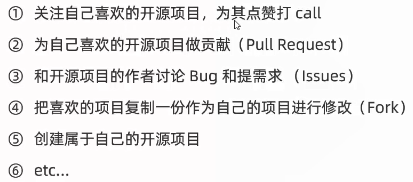 ① 关注自己喜欢的开源项目，为其点赞打 call
② 为自己喜欢的开源项目做贡献（Pull Request）
③ 和开源项目的作者讨论 Bug 和提需求 （Issues）
④ 把喜欢的项目复制一份作为自己的项目进行修改（Fork）
⑤ 创建属于自己的开源项目
⑥ etc...